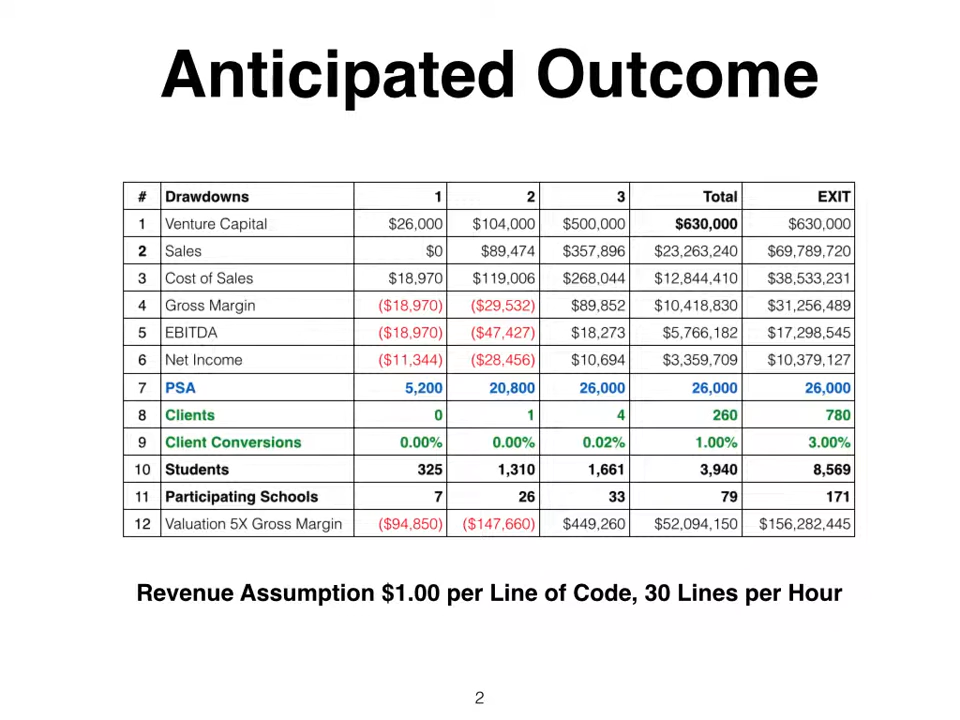 Anticipated Outcome
# Drawdowns 1 2 3 Total EXIT
1 Venture Capital $26,000 $104,000 $500,000 $630,000 $630,000
2 Sales $0 $89,474 $357,896 $23,263,240 $69,789,720
3 Cost of Sales $18,970 $119,006 $268,044 $12,844,410 $38,533,231
4 Gross Margin ($18,970) ($29,532) $89,852 $10,418,830 $31,256,489
5 EBITDA ($18,970) ($47,427) $18,273 $5,766,182 $17,298,545
6 Net Income ($11,344) ($28,456) $10,694 $3,359,709 $10,379,127
7 PSA 5,200 20,800 26,000 26,000 26,000
8 Clients 0 1 4 260 780
9 Client Conversions 0.00% 0.00% 0.02% 1.00% 3.00%
10 Students 325 1,310 1,661 3,940 8,569
11 Participating Schools 7 26 33 79 171
12 Valuation 5X Gross Margin ($94,850) ($147,660) $449,260 $52,094,150 $156,282,445
Revenue Assumption $1.00 per Line of Code, 30 Lines per Hour
2